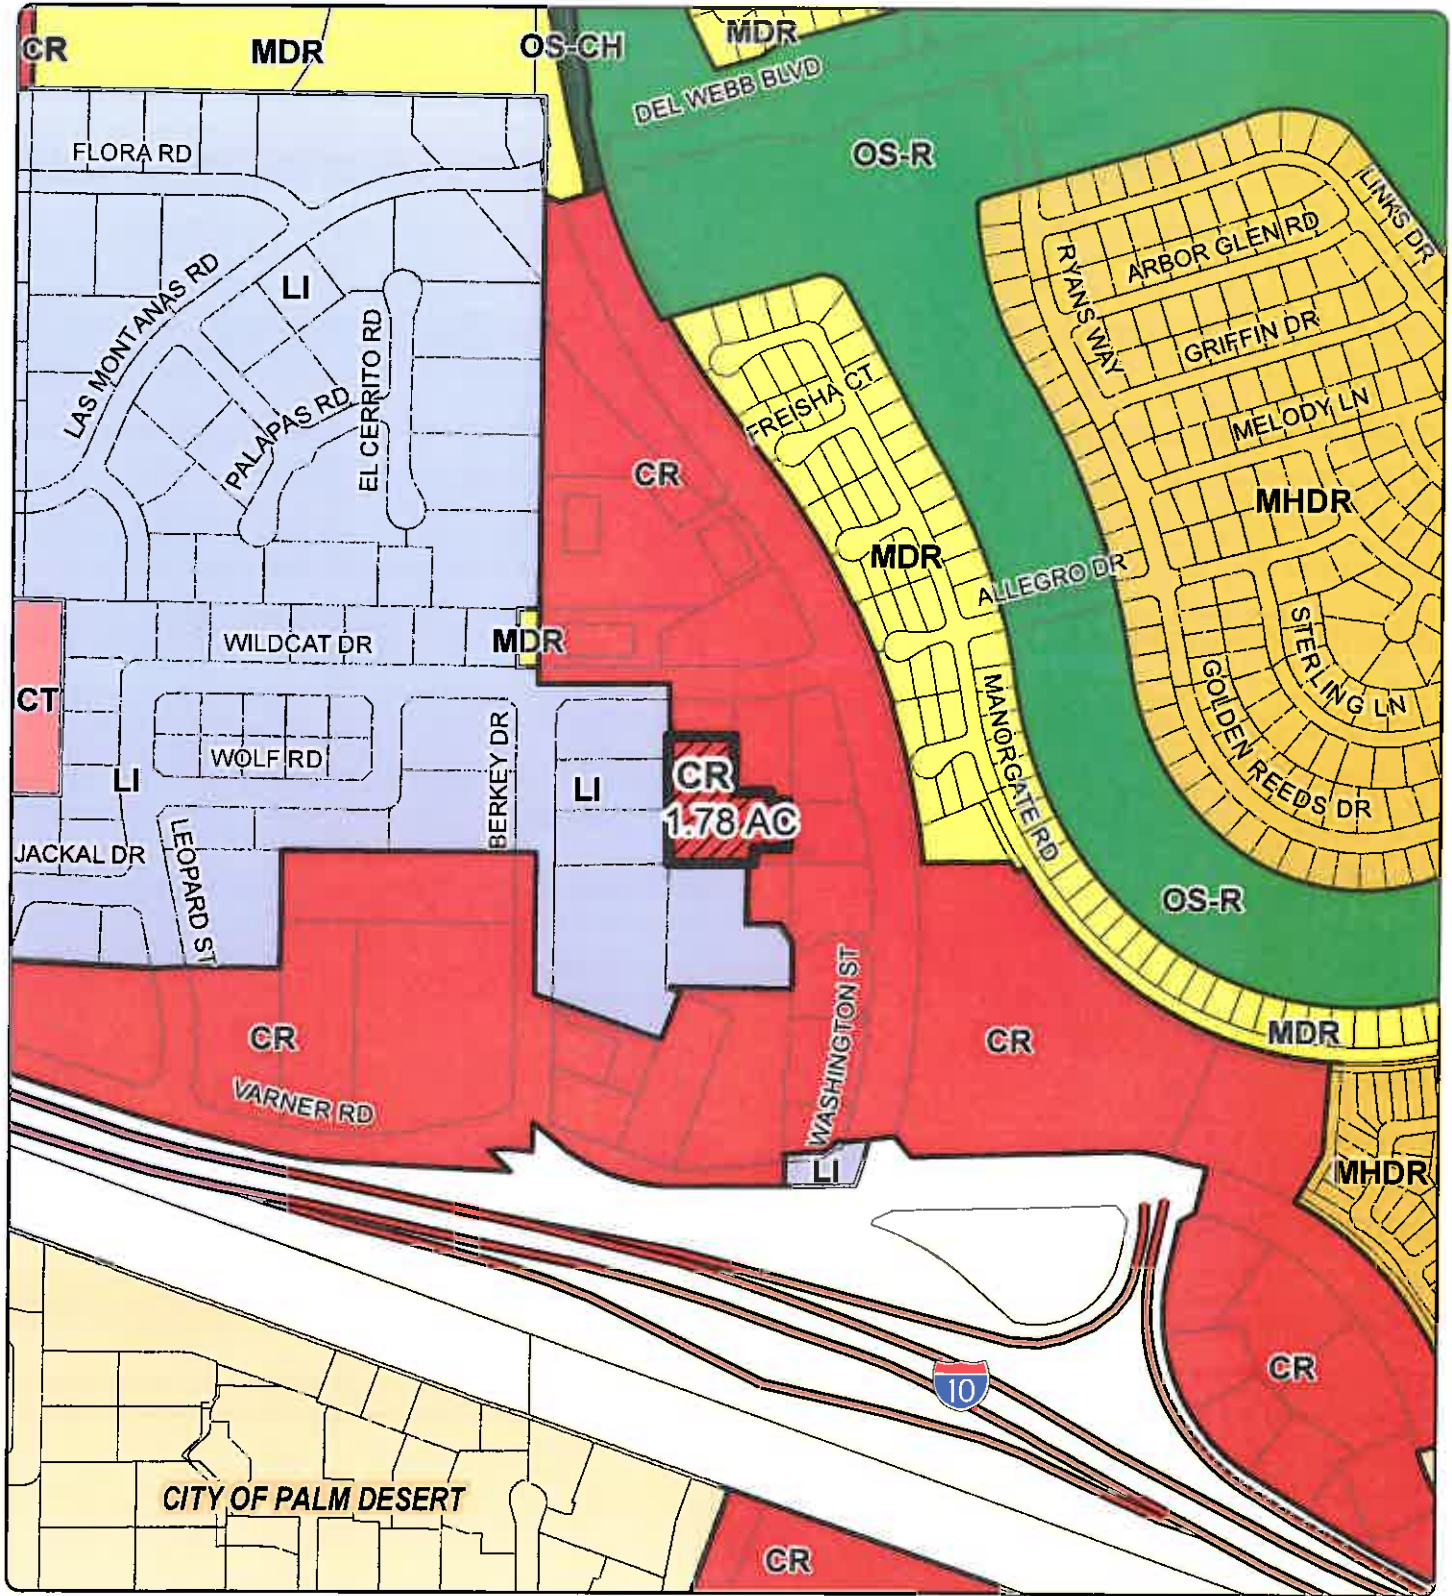 CR
MDR
OS-CH
MDR
DEL WEBB BLVD
OS-R
FLORA RD
LINKS DR
ARBOR GLEN RD
RYANS WAY
LI
LAS MONTANAS RD
EL CERRITO RD
GRIFFIN DR
PALAPAS RD
FREISHA CT
MELODY LN
CR
MHDR
MDR
ALLEGRO DR
WILDCAT DR
MDR
STERLING LN
CT
GOLDEN REEDS DR
MANORGATE RD
WOLF RD
BERKEY DR
LI
LI
CR
1.78 AC
JACKAL DR
LEOPARD ST
OS-R
WASHINGTON ST
CR
CR
MDR
VARNER RD
LI
MHDR
CR
10
CITY OF PALM DESERT
CR